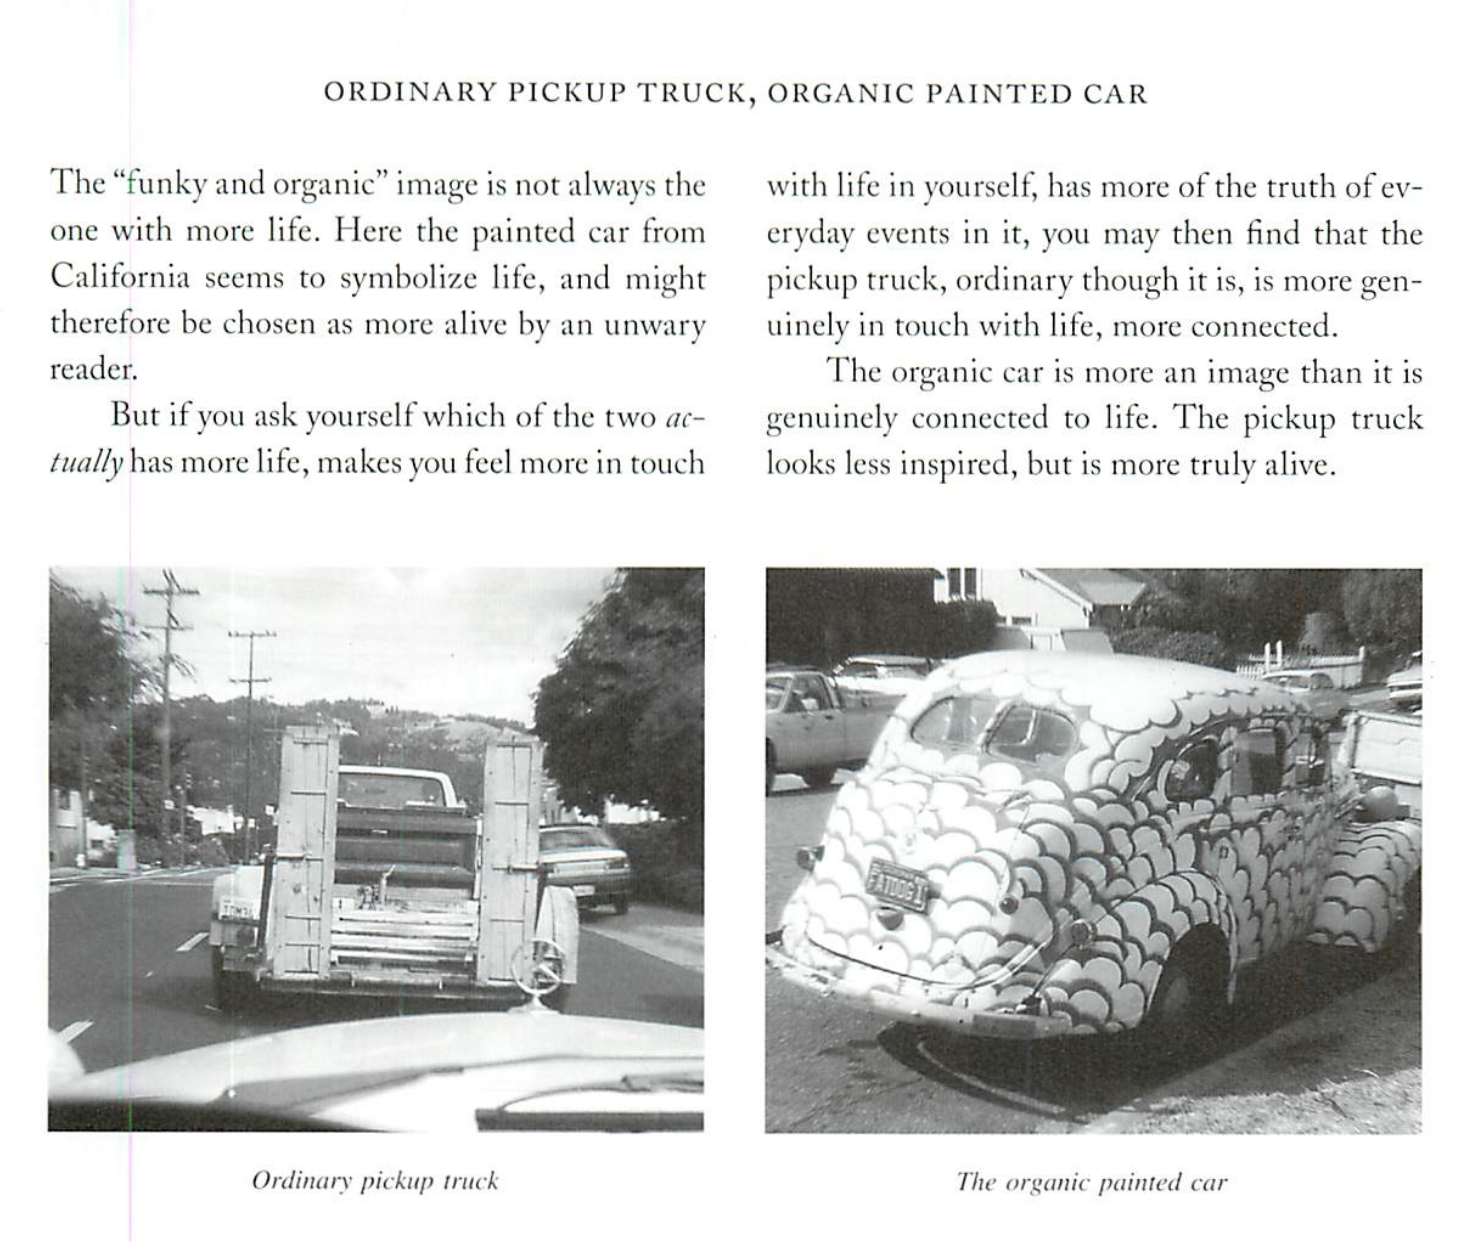 ORDINARY PICKUP TRUCK, ORGANIC PAINTED CAR
The “funky and organic” image is not always the
one with more life. Here the painted car from
California seems to symbolize life, and might
therefore be chosen as more alive by an unwary
reader.
But if you ask yourself which of the two ac-
tually has more life, makes you feel more in touch
with life in yourself, has more of the truth of ev-
eryday events in it, you may then find that the
pickup truck, ordinary though it is, is more gen-
uinely in touch with life, more connected.
The organic car is more an image than it is
genuinely connected to life. The pickup truck
looks less inspired, but is more truly alive.
Ordinary pickup truck
The organic painted car